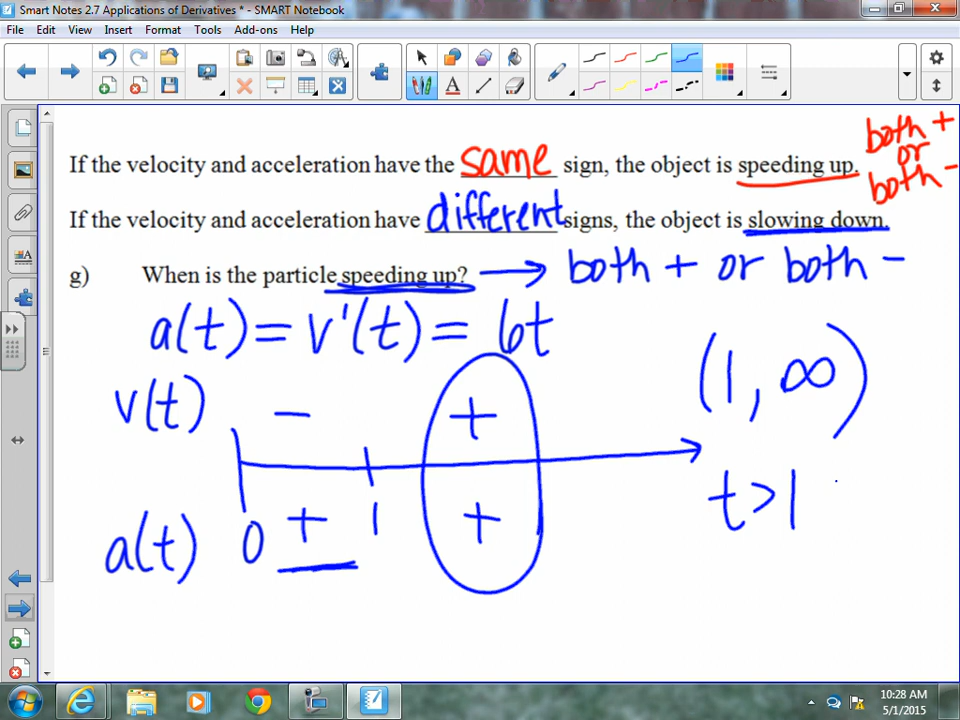 Smart Notes 2.7 Applications of Derivatives * - SMART Notebook
File Edit View Insert Format Tools Add-ons Help
If the velocity and acceleration have the same sign, the object is speeding up.
both +
or
both -
If the velocity and acceleration have different signs, the object is slowing down.
g) When is the particle speeding up? → both + or both -
a(t) = v'(t) = 6t
(1, ∞)
v(t) - +
t > 1
a(t) 0 + 1 +
10:28 AM
5/1/2015